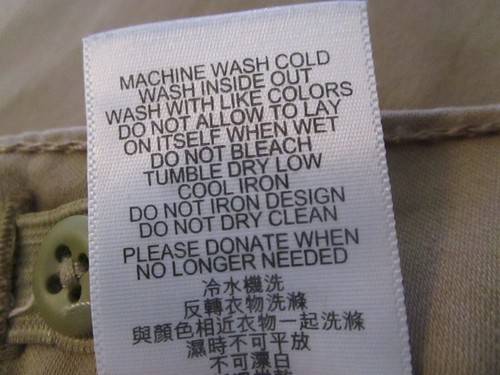 MACHINE WASH COLD
WASH INSIDE OUT
WASH WITH LIKE COLORS
DO NOT ALLOW TO LAY
ON ITSELF WHEN WET
DO NOT BLEACH
TUMBLE DRY LOW
COOL IRON
DO NOT IRON DESIGN
DO NOT DRY CLEAN
PLEASE DONATE WHEN
NO LONGER NEEDED
冷水機洗
反轉衣物洗滌
與顏色相近衣物一起洗滌
濕時不可平放
不可漂白